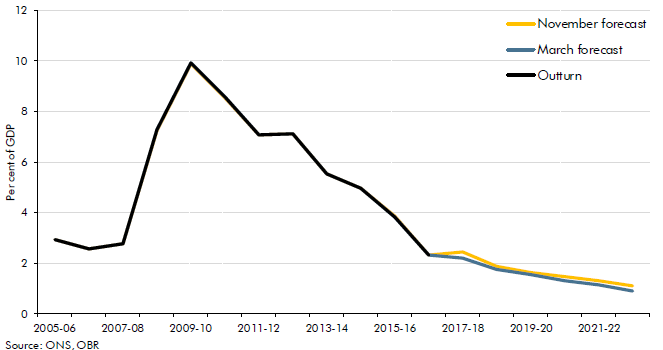 12
10
8
6
4
2
0
Per cent of GDP
November forecast
March forecast
Outturn
2005-06 2007-08 2009-10 2011-12 2013-14 2015-16 2017-18 2019-20 2021-22
Source: ONS, OBR